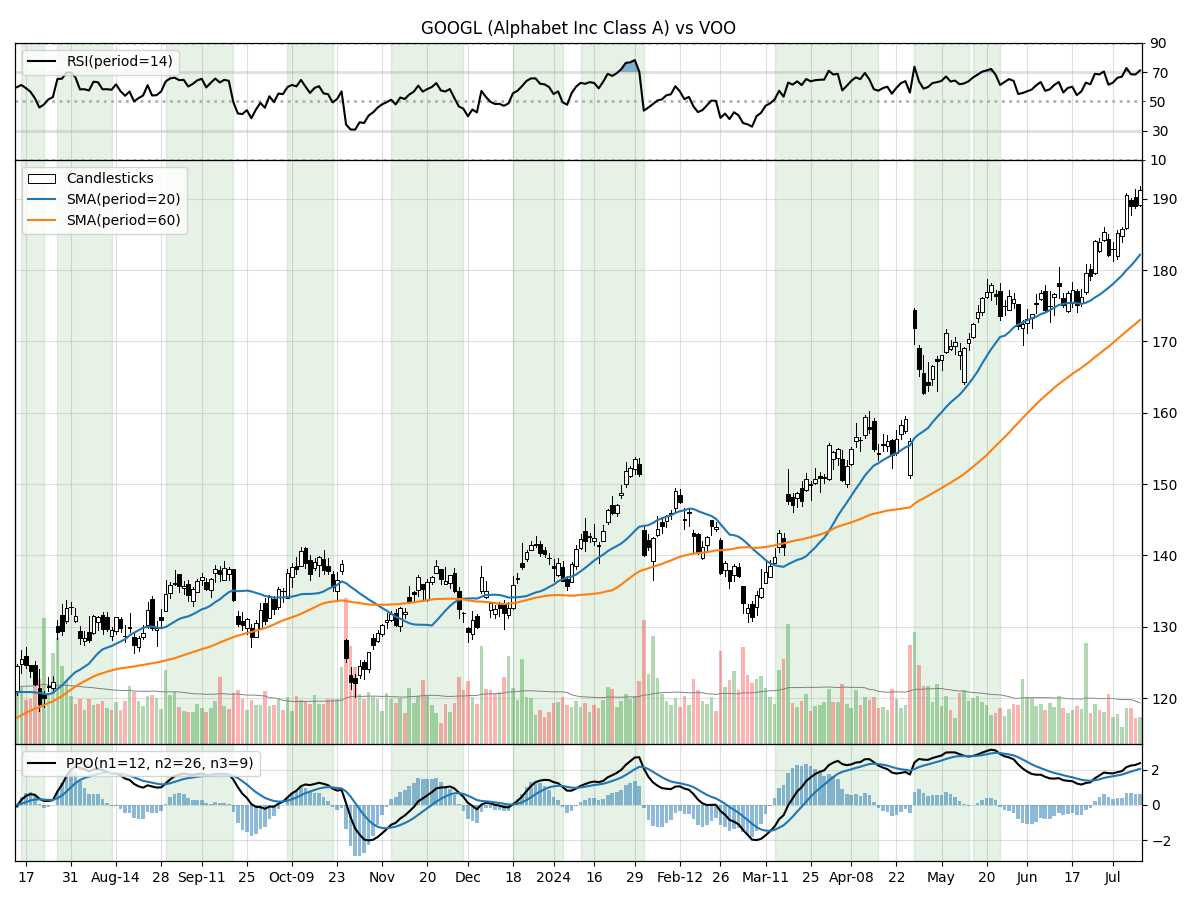 GOOGL (Alphabet Inc Class A) vs VOO
RSI(period=14)
90
70
50
30
10
Candlesticks
SMA(period=20)
SMA(period=60)
190
180
170
160
150
140
130
120
PPO(n1=12, n2=26, n3=9)
2
0
−2
17 31 Aug-14 28 Sep-11 25 Oct-09 23 Nov 20 Dec 18 2024 16 29 Feb-12 26 Mar-11 25 Apr-08 22 May 20 Jun 17 Jul